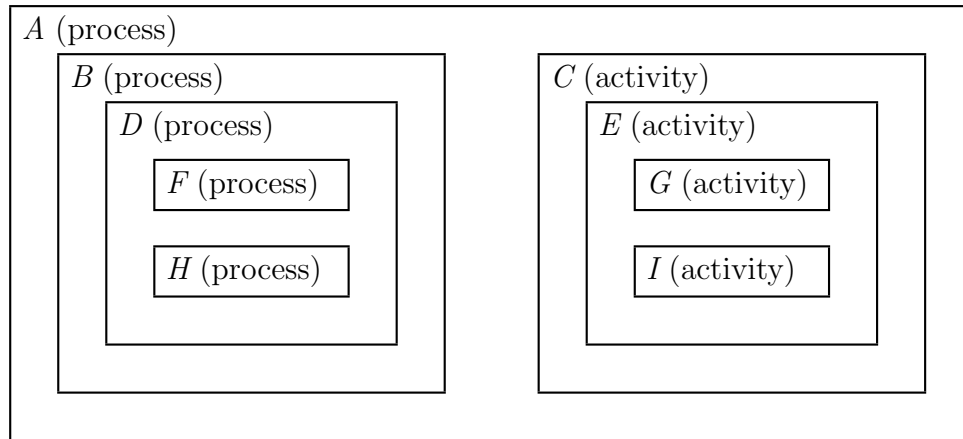 A (process)
B (process)
C (activity)
D (process)
E (activity)
F (process)
G (activity)
H (process)
I (activity)